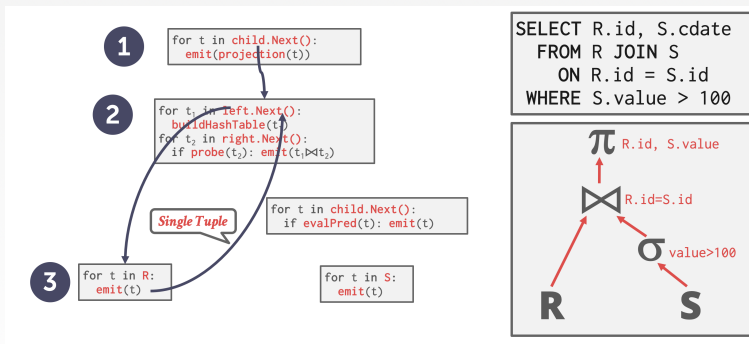 1
for t in child.Next():
emit(projection(t))
2
for t₁ in left.Next():
buildHashTable(t₁)
for t₂ in right.Next():
if probe(t₂): emit(t₁⋈t₂)
Single Tuple
for t in child.Next():
if evalPred(t): emit(t)
3
for t in R:
emit(t)
for t in S:
emit(t)
SELECT R.id, S.cdate
FROM R JOIN S
ON R.id = S.id
WHERE S.value > 100
π R.id, S.value
⋈ R.id=S.id
σ value>100
R S